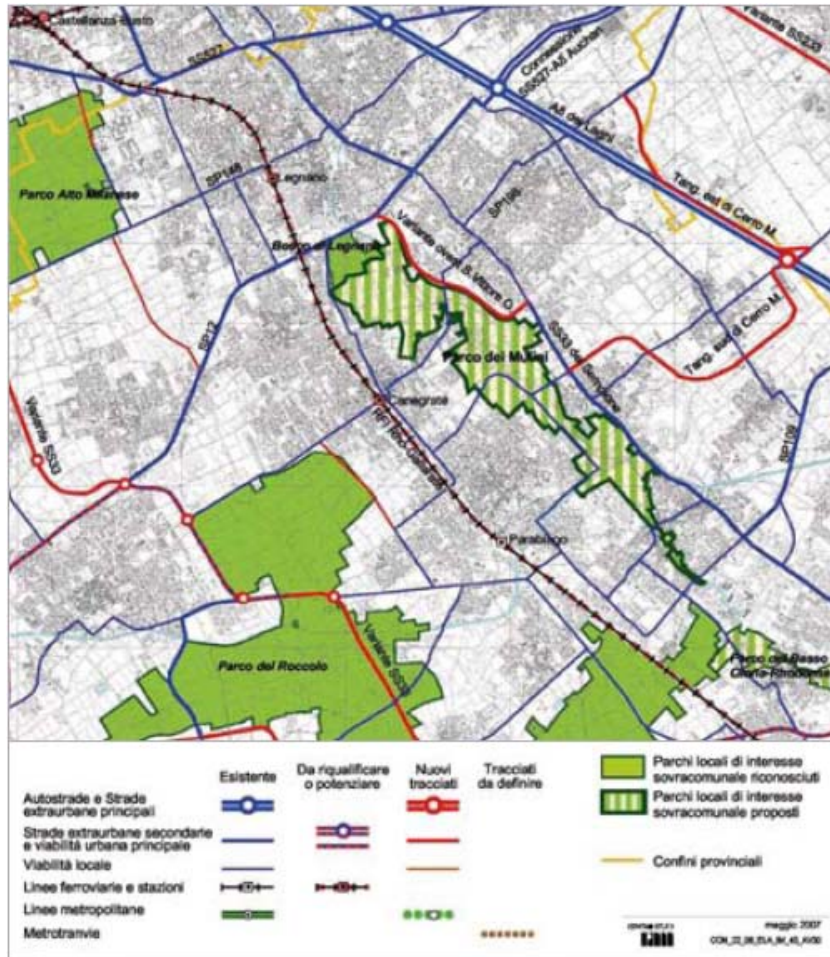 Castellanza-Busto
SS527
Connessione
SS527-A8 Auchan
Variante SS233
A8 dei Laghi
Parco Alto Milanese
SP148
Legnano
SP198
Tang. est di Cerro M.
Bosco di Legnano
Variante ovest S. Vittore O.
SP12
Parco dei Mulini
SS33 del Sempione
Tang. sud di Cerro M.
Canegrate
Variante SS33
SP109
Parabiago
Parco del Roccolo
Variante SS33
Parco del Basso
Olona-Rhodense
Esistente
Da riqualificare
o potenziare
Nuovi
tracciati
Tracciati
da definire
Autostrade e Strade
extraurbane principali
Strade extraurbane secondarie
e viabilità urbana principale
Viabilità locale
Linee ferroviarie e stazioni
Linee metropolitane
Metrotranvie
Parchi locali di interesse
sovracomunale riconosciuti
Parchi locali di interesse
sovracomunale proposti
Confini provinciali
maggio 2007